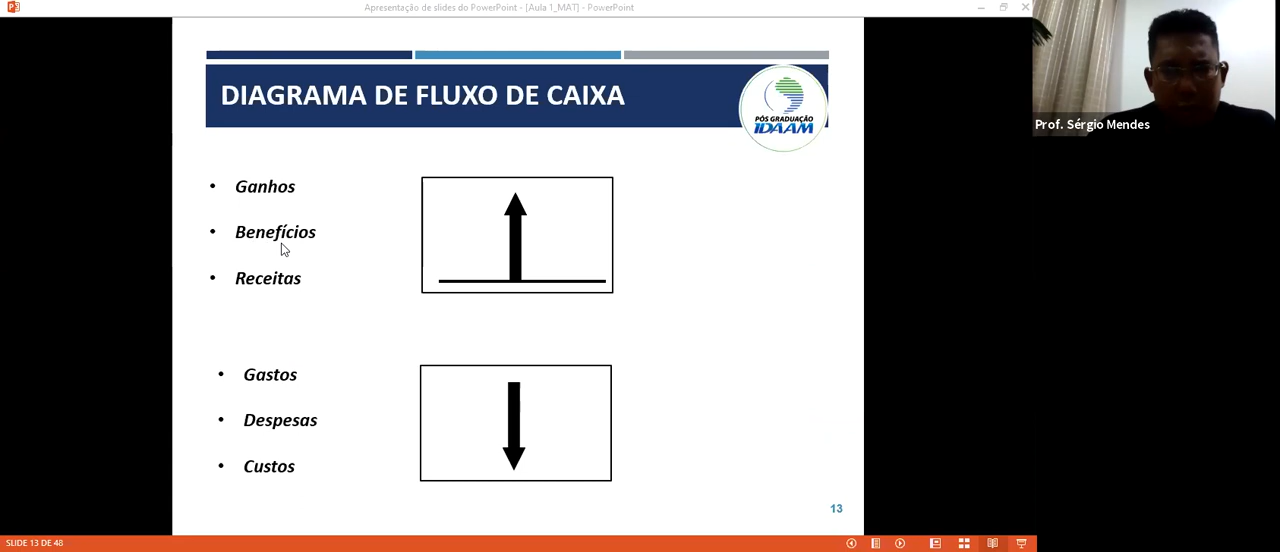 Apresentação de slides do PowerPoint - [Aula 1_MAT] - PowerPoint
DIAGRAMA DE FLUXO DE CAIXA
PÓS GRADUAÇÃO
IDAAM
Prof. Sérgio Mendes
• Ganhos
• Benefícios
• Receitas
• Gastos
• Despesas
• Custos
13
SLIDE 13 DE 48